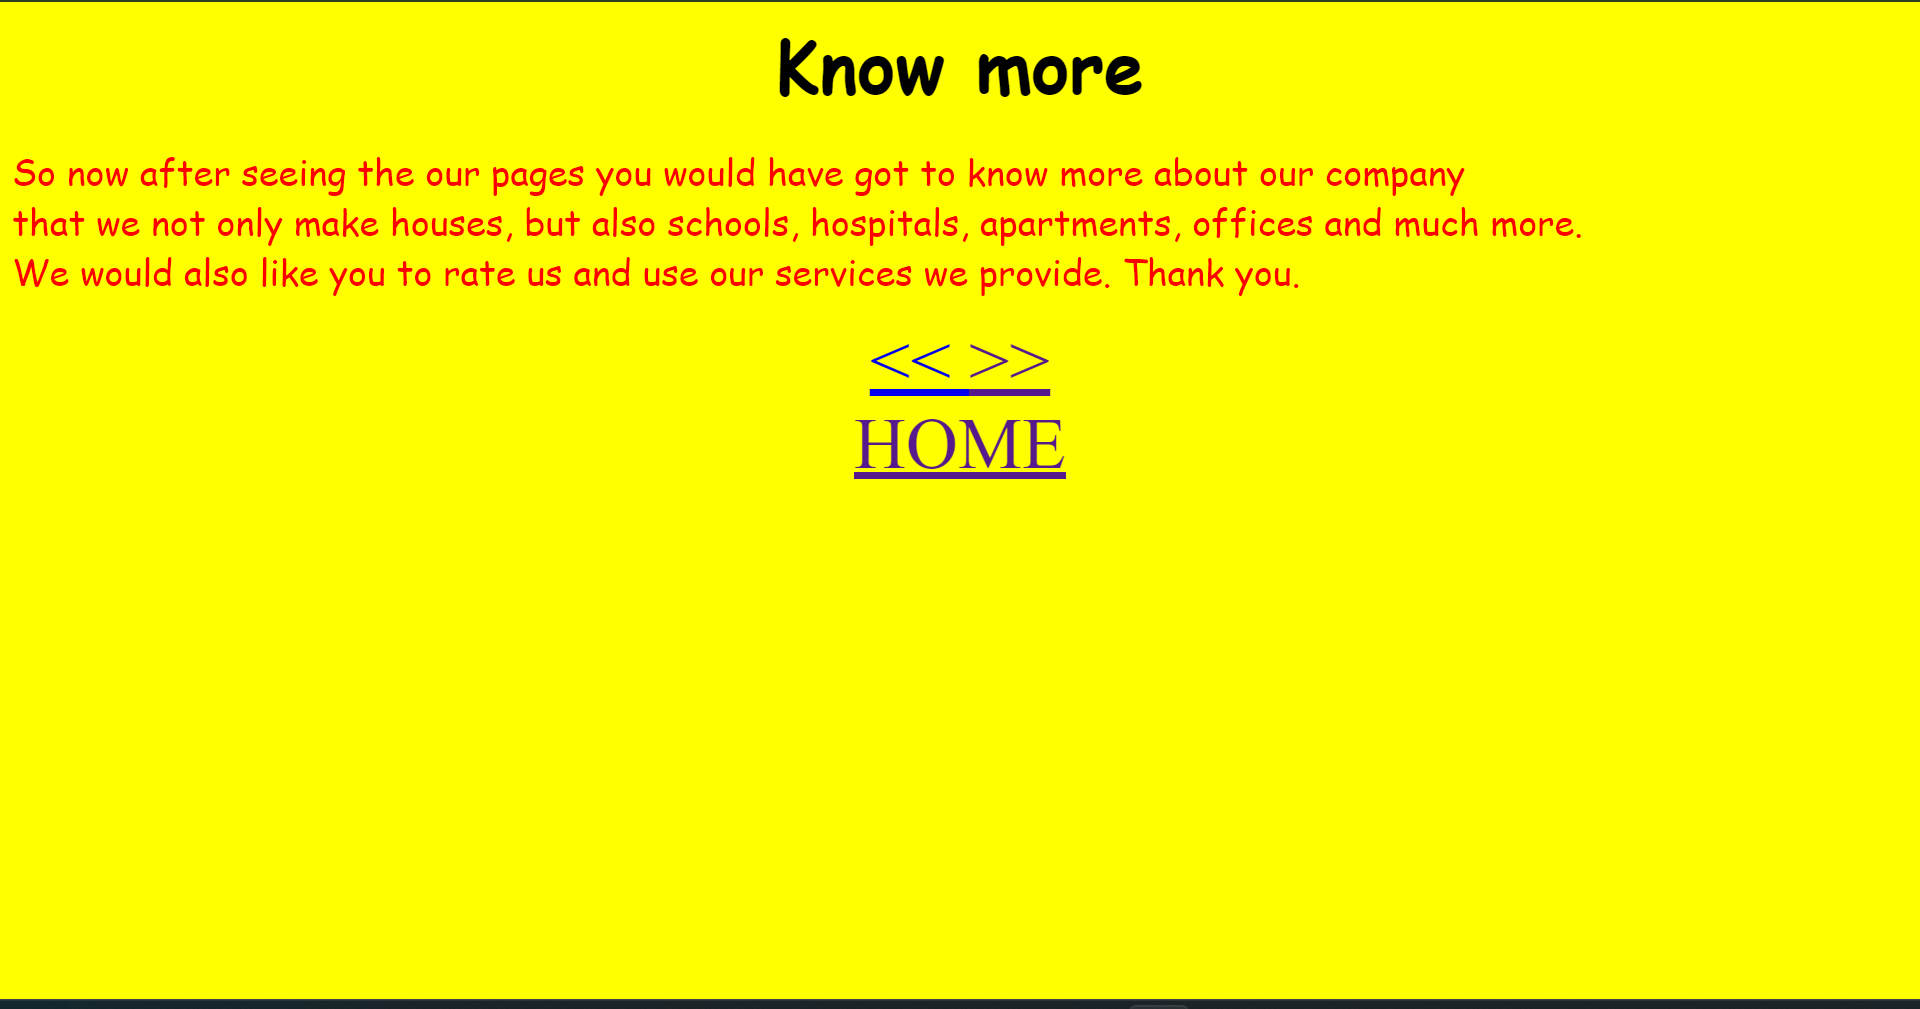 Know more
So now after seeing the our pages you would have got to know more about our company
that we not only make houses, but also schools, hospitals, apartments, offices and much more.
We would also like you to rate us and use our services we provide. Thank you.
<< >>
HOME